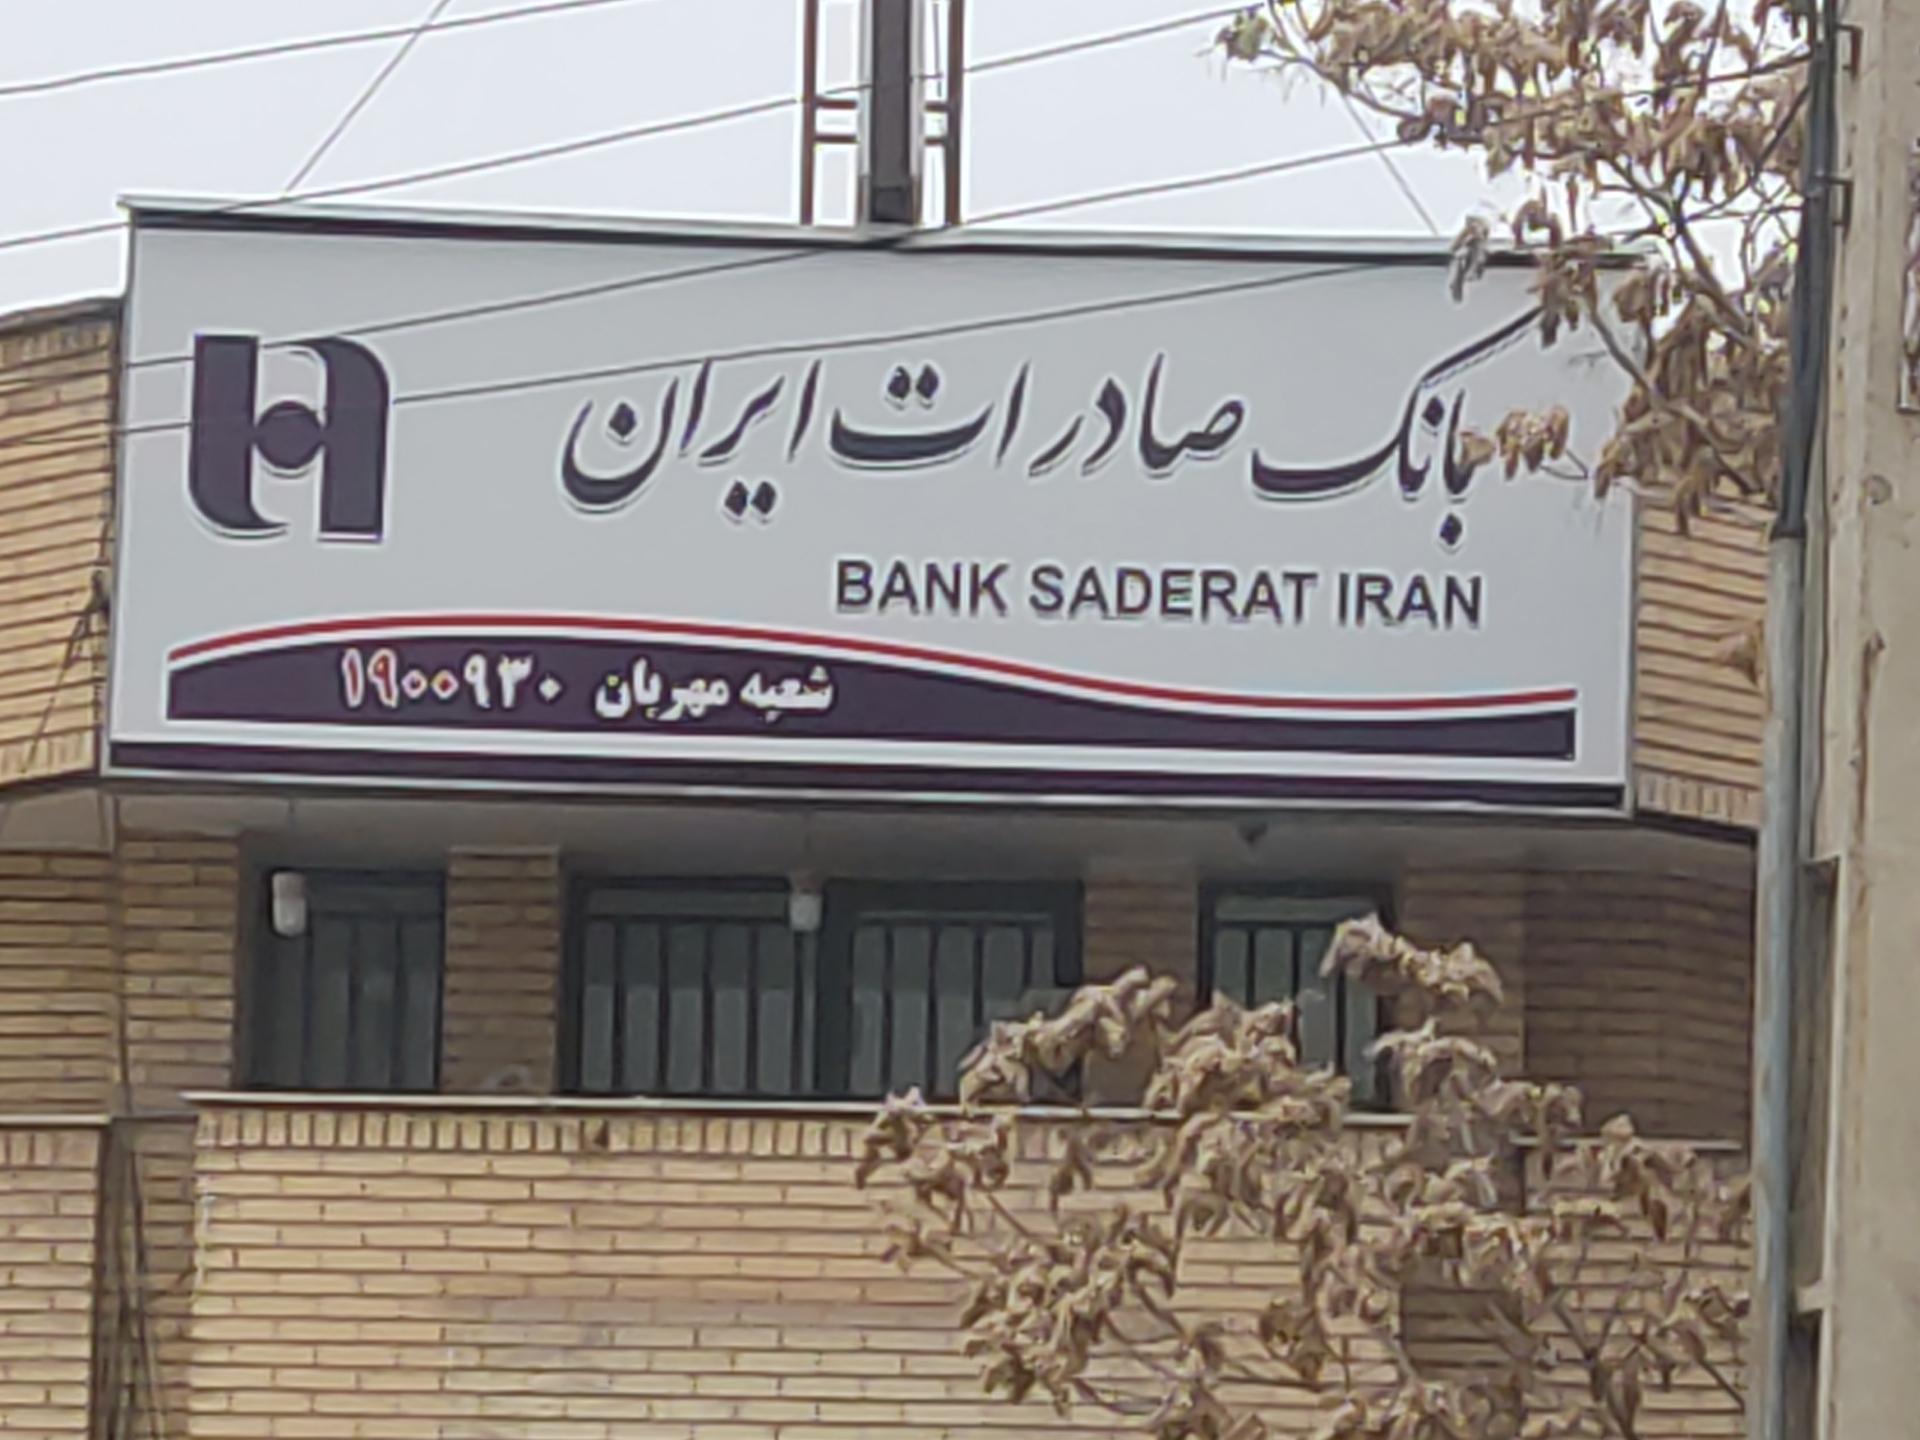 بانک صادرات ایران
BANK SADERAT IRAN
شعبه مهربان ۱۹۰۰۹۳۰